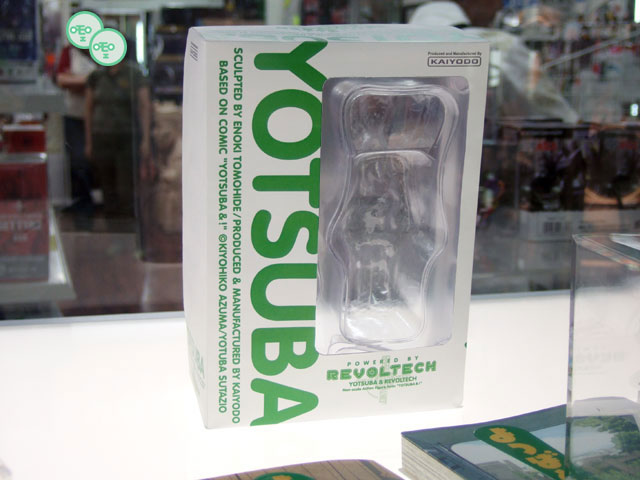 YOTSUBA
SCULPTED BY ENOKI TOMOHIDE / PRODUCED & MANUFACTURED BY KAIYODO
BASED ON COMIC "YOTSUBA & !" ©KIYOHIKO AZUMA/YOTUBA SUTAZIO
Produced and Manufactured By
KAIYODO
POWERED BY
REVOLTECH
YOTSUBA & REVOLTECH